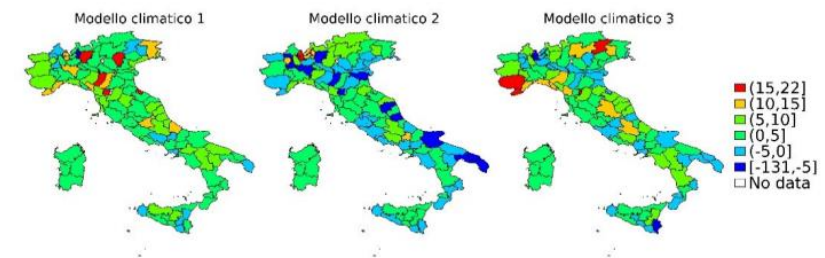 Modello climatico 1
Modello climatico 2
Modello climatico 3
(15,22]
(10,15]
(5,10]
(0,5]
(-5,0]
[-131,-5]
No data